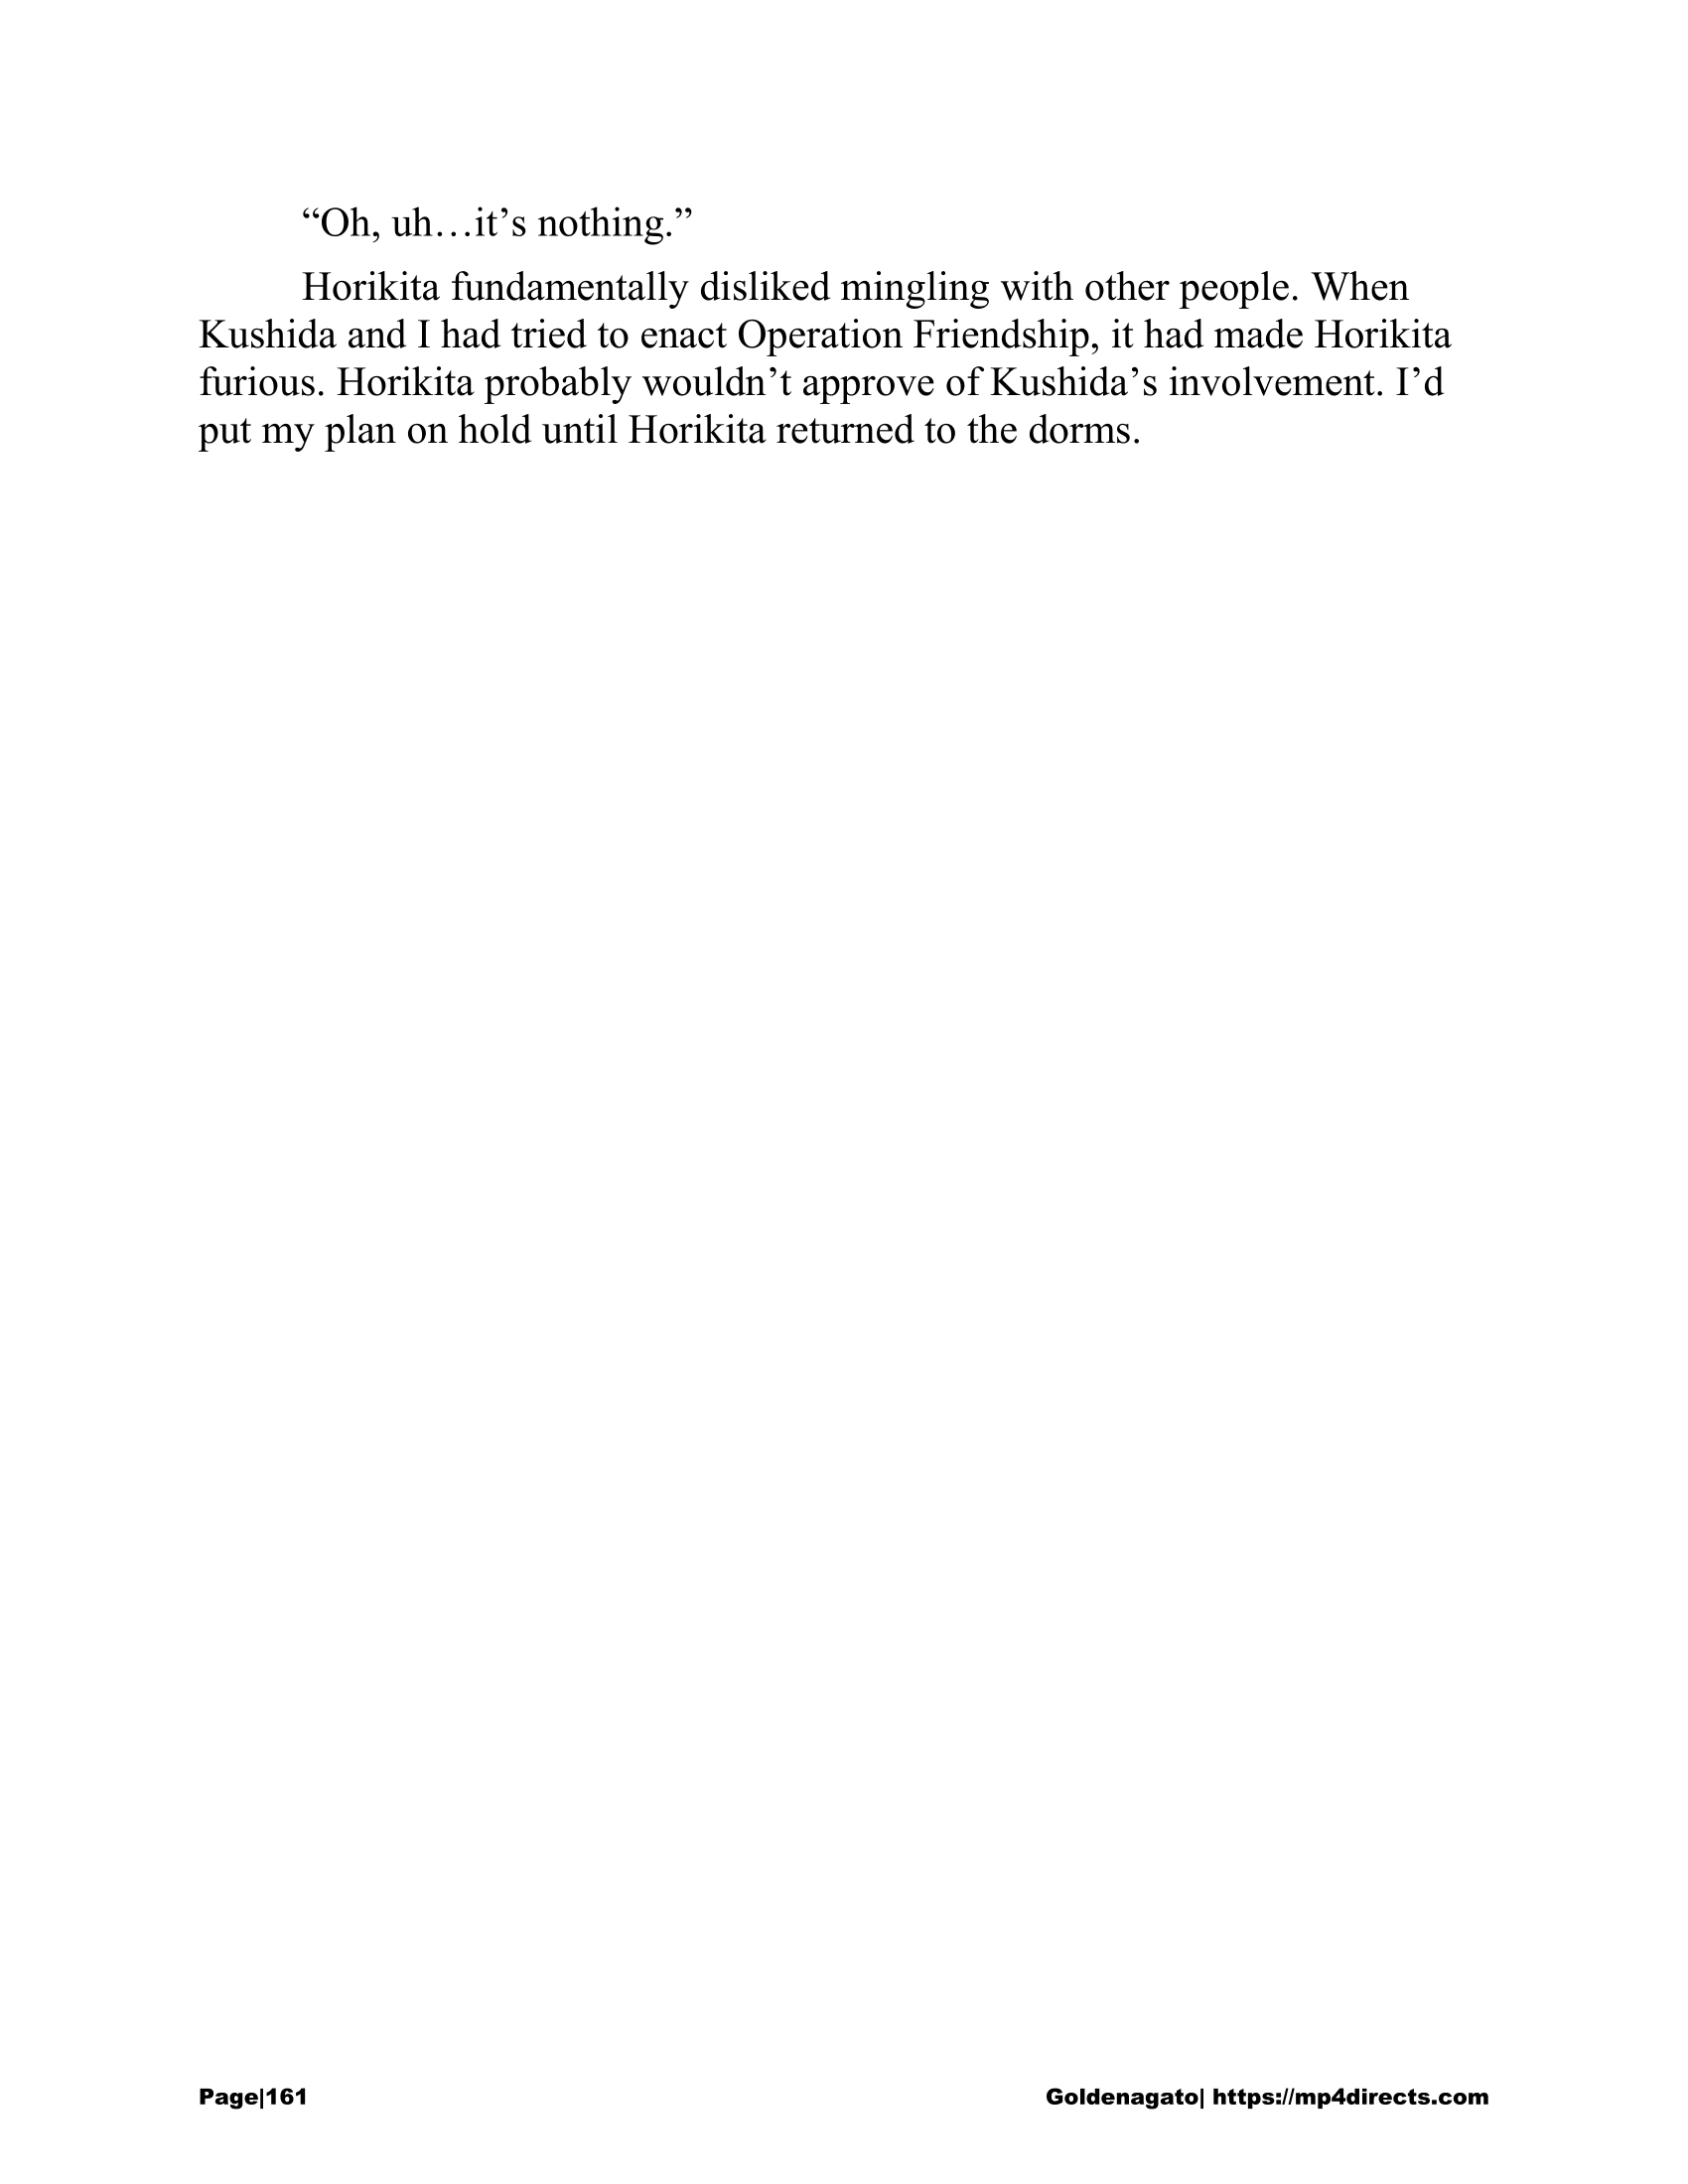 “Oh, uh…it’s nothing.”
Horikita fundamentally disliked mingling with other people. When
Kushida and I had tried to enact Operation Friendship, it had made Horikita
furious. Horikita probably wouldn’t approve of Kushida’s involvement. I’d
put my plan on hold until Horikita returned to the dorms.
Page|161
Goldenagato| https://mp4directs.com